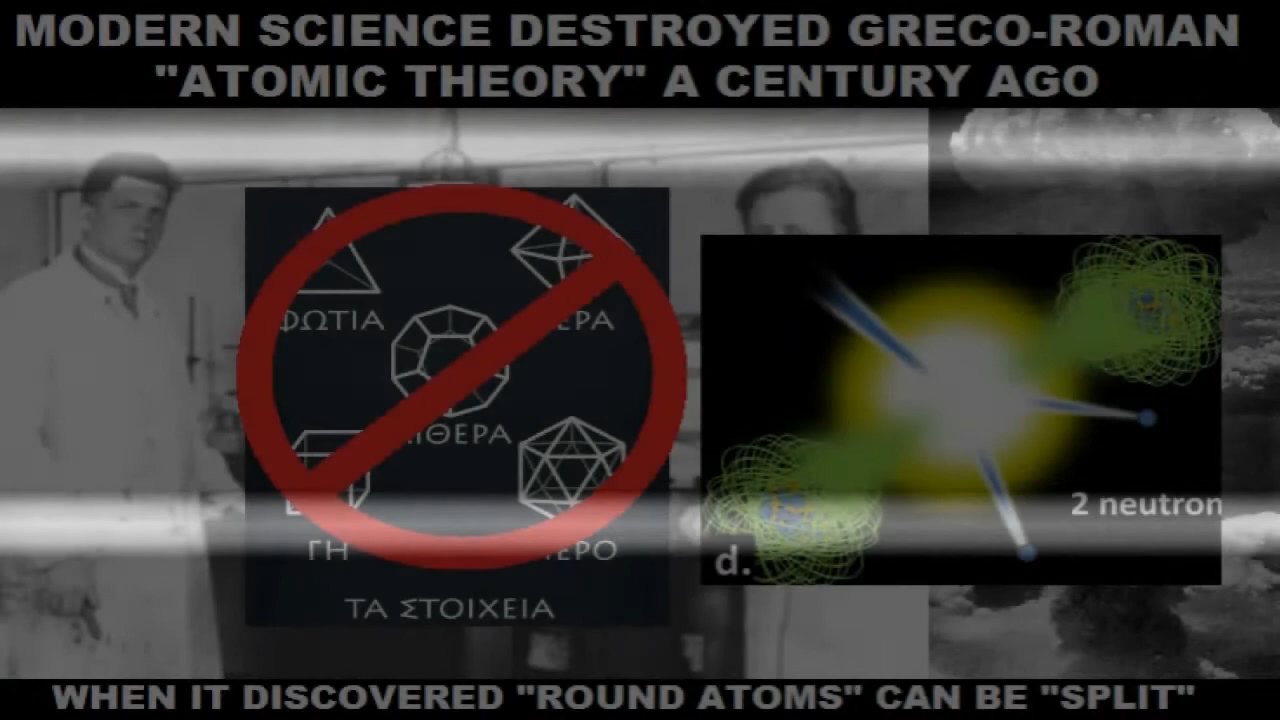 MODERN SCIENCE DESTROYED GRECO-ROMAN
"ATOMIC THEORY" A CENTURY AGO
ΦΩΤΙΑ
ΑΙΘΕΡΑ
ΓΗ
ΤΑ ΣΤΟΙΧΕΙΑ
2 neutron
d.
WHEN IT DISCOVERED "ROUND ATOMS" CAN BE "SPLIT"